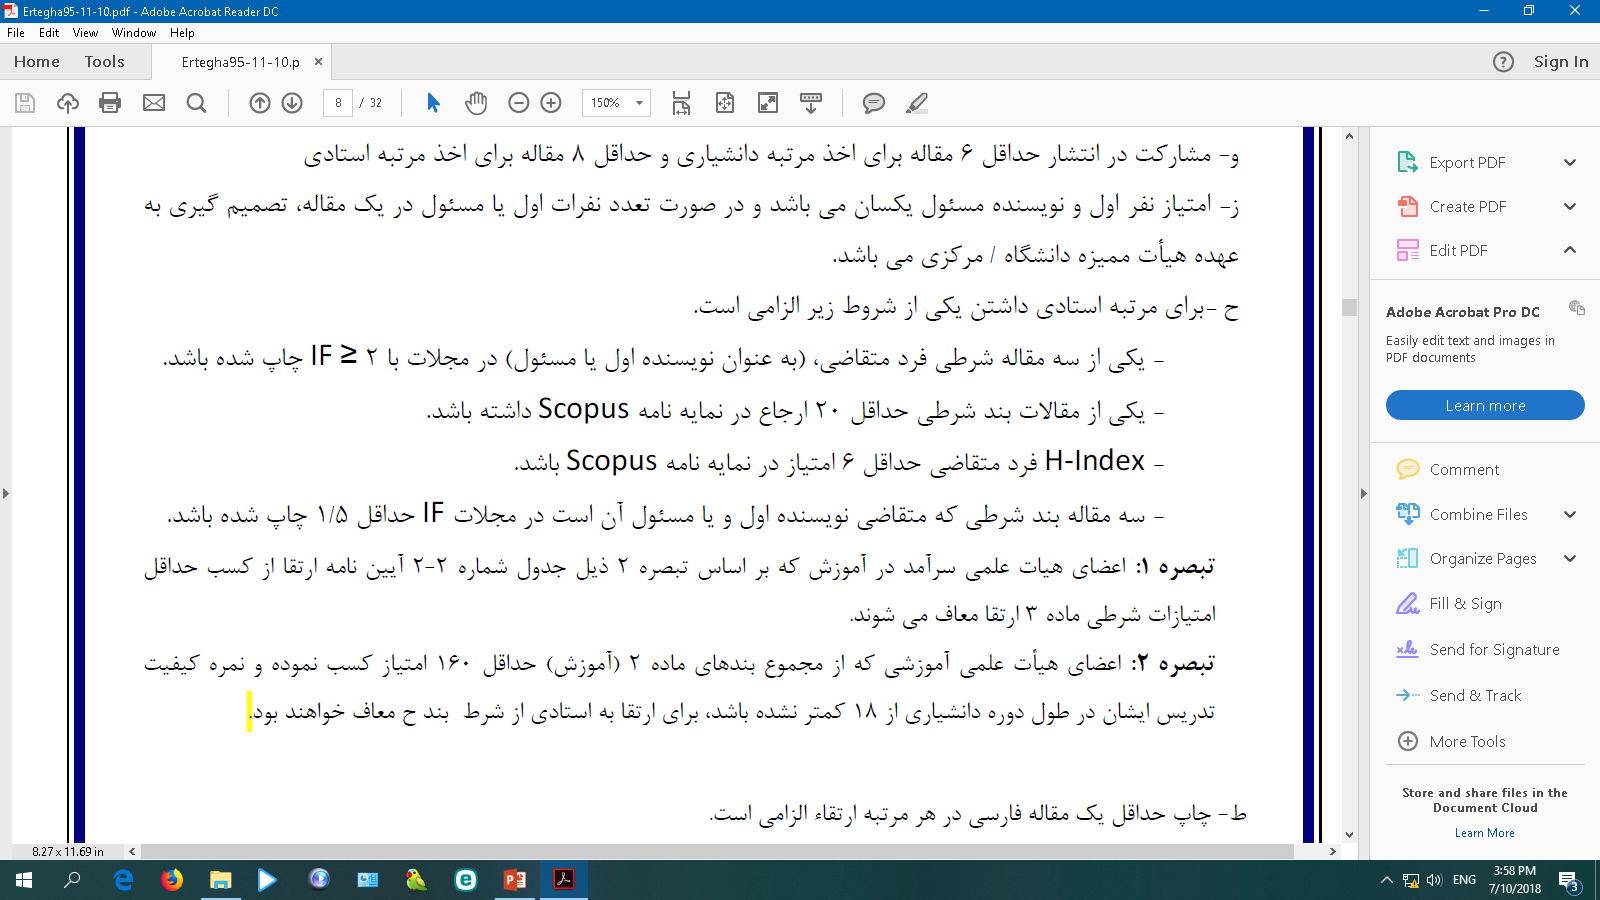 Ertegha95-11-10.pdf - Adobe Acrobat Reader DC
File Edit View Window Help
Home Tools Ertegha95-11-10.p × Sign In
8 / 32 150%
و- مشارکت در انتشار حداقل ۶ مقاله برای اخذ مرتبه دانشیاری و حداقل ۸ مقاله برای اخذ مرتبه استادی
ز- امتیاز نفر اول و نویسنده مسئول یکسان می باشد و در صورت تعدد نفرات اول یا مسئول در یک مقاله، تصمیم گیری به
عهده هیأت ممیزه دانشگاه / مرکزی می باشد.
ح -برای مرتبه استادی داشتن یکی از شروط زیر الزامی است.
- یکی از سه مقاله شرطی فرد متقاضی، (به عنوان نویسنده اول یا مسئول) در مجلات با IF ≥ ۲ چاپ شده باشد.
- یکی از مقالات بند شرطی حداقل ۲۰ ارجاع در نمایه نامه Scopus داشته باشد.
- H-Index فرد متقاضی حداقل ۶ امتیاز در نمایه نامه Scopus باشد.
- سه مقاله بند شرطی که متقاضی نویسنده اول و یا مسئول آن است در مجلات IF حداقل ۱/۵ چاپ شده باشد.
تبصره ۱: اعضای هیات علمی سرآمد در آموزش که بر اساس تبصره ۲ ذیل جدول شماره ۲-۲ آیین نامه ارتقا از کسب حداقل
امتیازات شرطی ماده ۳ ارتقا معاف می شوند.
تبصره ۲: اعضای هیأت علمی آموزشی که از مجموع بندهای ماده ۲ (آموزش) حداقل ۱۶۰ امتیاز کسب نموده و نمره کیفیت
تدریس ایشان در طول دوره دانشیاری از ۱۸ کمتر نشده باشد، برای ارتقا به استادی از شرط بند ح معاف خواهند بود.
ط- چاپ حداقل یک مقاله فارسی در هر مرتبه ارتقاء الزامی است.
8.27 x 11.69 in
Export PDF
Create PDF
Edit PDF
Adobe Acrobat Pro DC
Easily edit text and images in
PDF documents
Learn more
Comment
Combine Files
Organize Pages
Fill & Sign
Send for Signature
Send & Track
More Tools
Store and share files in the
Document Cloud
Learn More
ENG
3:58 PM
7/10/2018
3